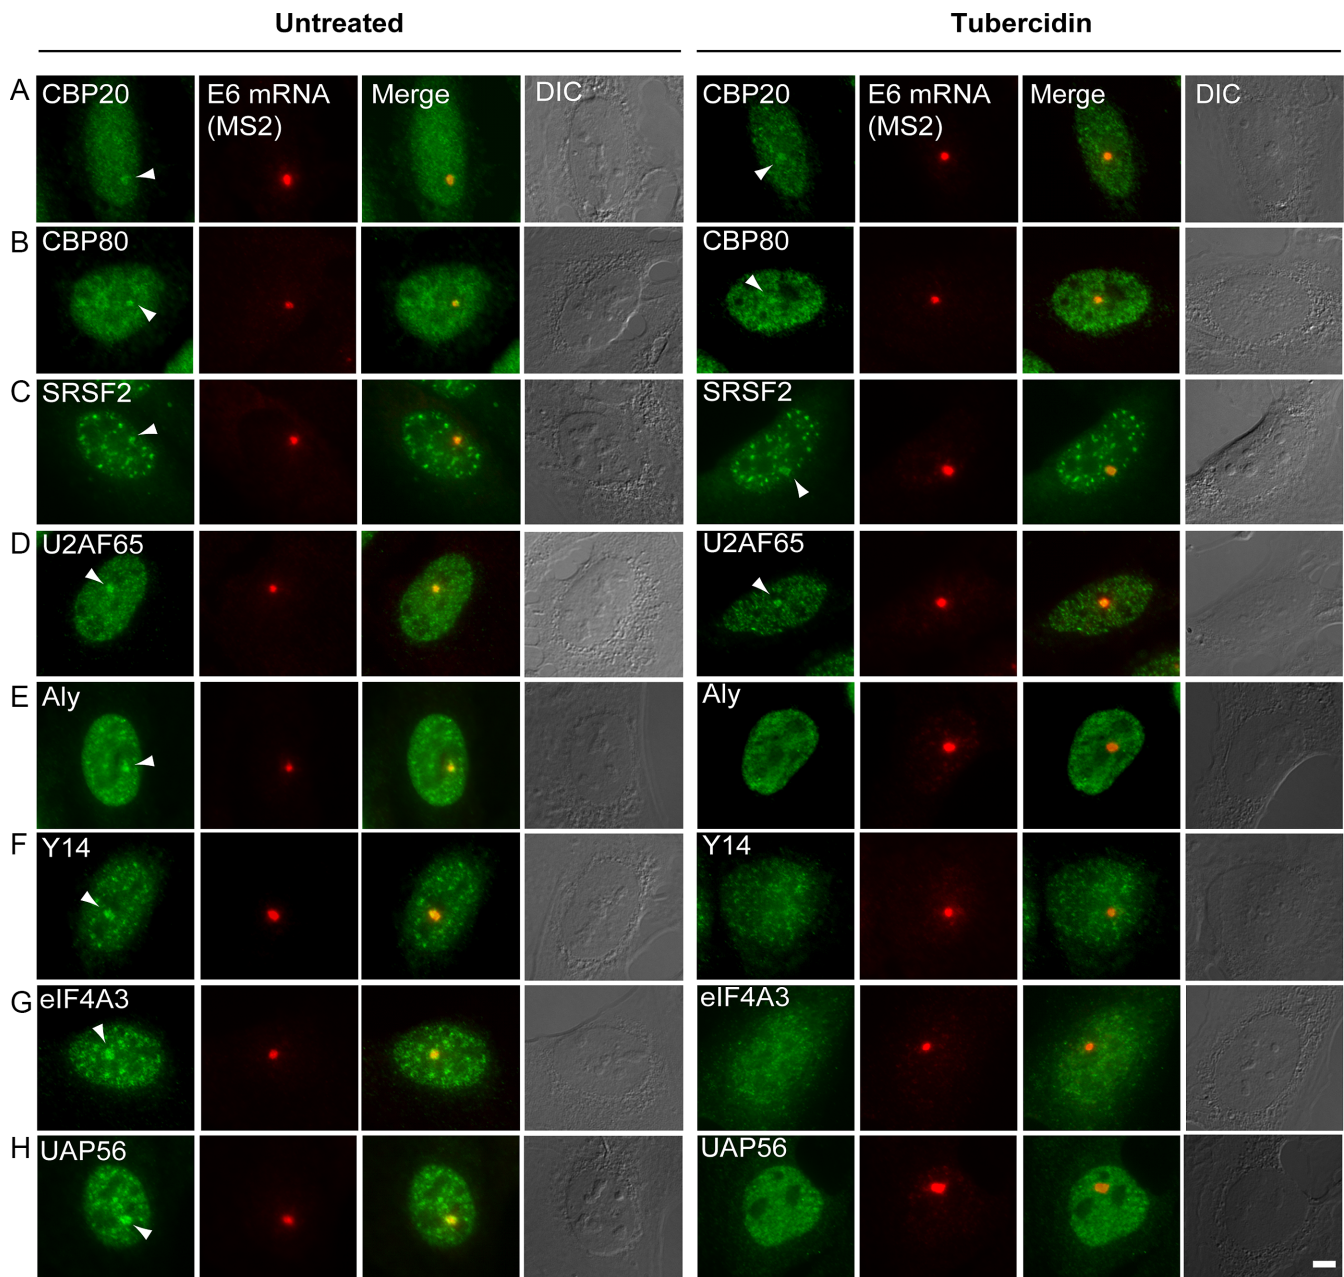 Untreated
Tubercidin
A
CBP20
E6 mRNA
(MS2)
Merge
DIC
CBP20
E6 mRNA
(MS2)
Merge
DIC
B
CBP80
CBP80
C
SRSF2
SRSF2
D
U2AF65
U2AF65
E
Aly
Aly
F
Y14
Y14
G
eIF4A3
eIF4A3
H
UAP56
UAP56